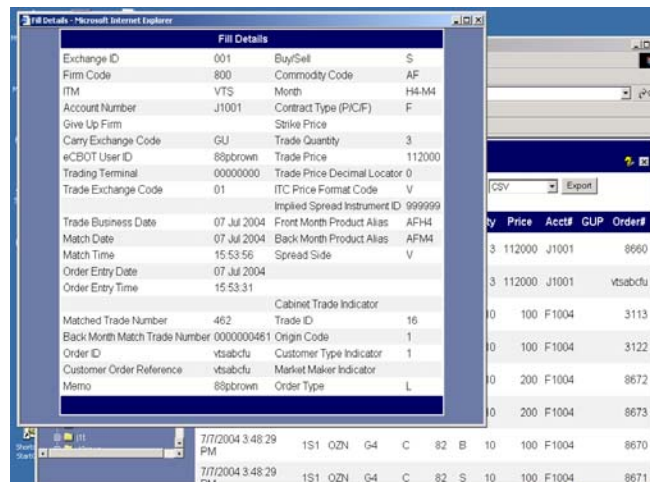 Fill Details - Microsoft Internet Explorer
Fill Details
Exchange ID 001 Buy/Sell S
Firm Code 800 Commodity Code AF
ITM VTS Month H4-M4
Account Number J1001 Contract Type (P/C/F) F
Give Up Firm Strike Price
Carry Exchange Code GU Trade Quantity 3
eCBOT User ID 88pbrown Trade Price 112000
Trading Terminal 00000000 Trade Price Decimal Locator 0
Trade Exchange Code 01 ITC Price Format Code V
Implied Spread Instrument ID 999999
Trade Business Date 07 Jul 2004 Front Month Product Alias AFH4
Match Date 07 Jul 2004 Back Month Product Alias AFM4
Match Time 15:53:56 Spread Side V
Order Entry Date 07 Jul 2004
Order Entry Time 15:53:31
Cabinet Trade Indicator
Matched Trade Number 462 Trade ID 16
Back Month Match Trade Number 0000000461 Origin Code 1
Order ID vtsabcfu Customer Type Indicator 1
Customer Order Reference vtsabcfu Market Maker Indicator
Memo 88pbrown Order Type L
CSV Export
ty Price Acct# GUP Order#
3 112000 J1001 8660
3 112000 J1001 vtsabcfu
10 100 F1004 3113
10 100 F1004 3122
10 200 F1004 8672
10 200 F1004 8673
7/7/2004 3:48:29 PM 1S1 OZN G4 C 82 B 10 100 F1004 8670
7/7/2004 3:48:29 PM 1S1 OZN G4 C 82 S 10 100 F1004 8671